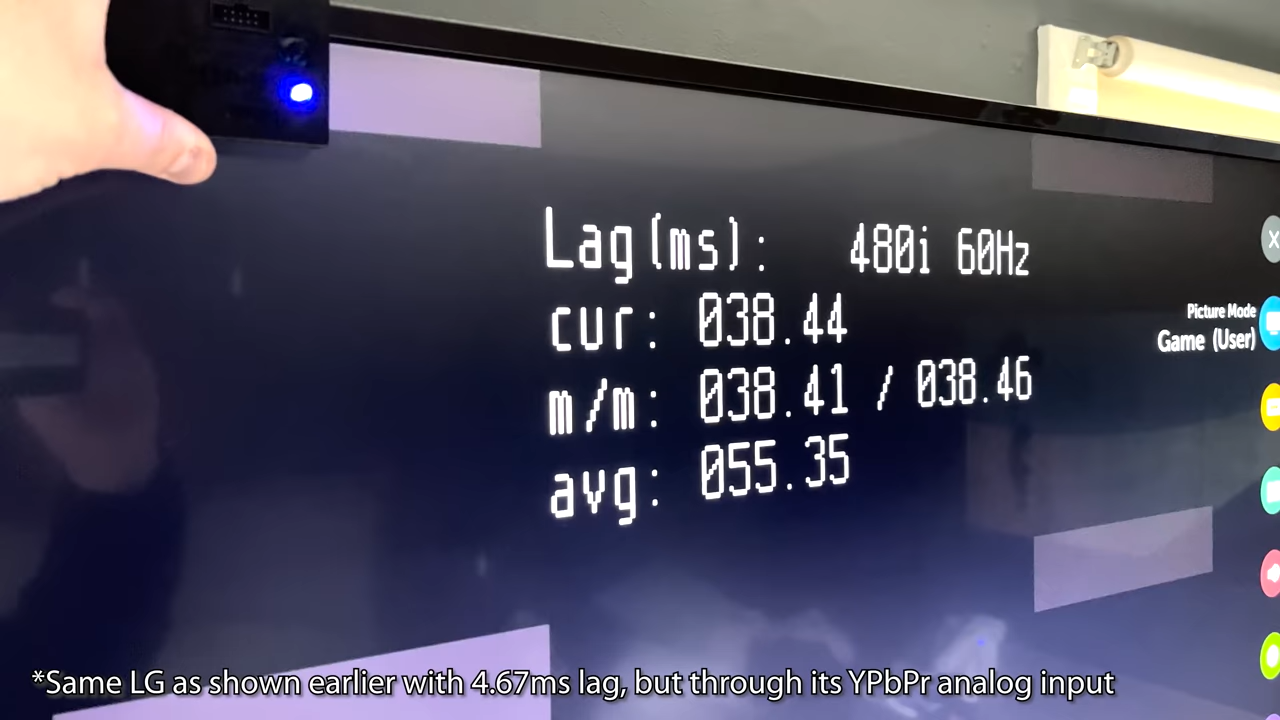 Lag(ms): 480i 60Hz
cur: 038.44
m/m: 038.41 / 038.46
avg: 055.35
Picture Mode
Game (User)
*Same LG as shown earlier with 4.67ms lag, but through its YPbPr analog input